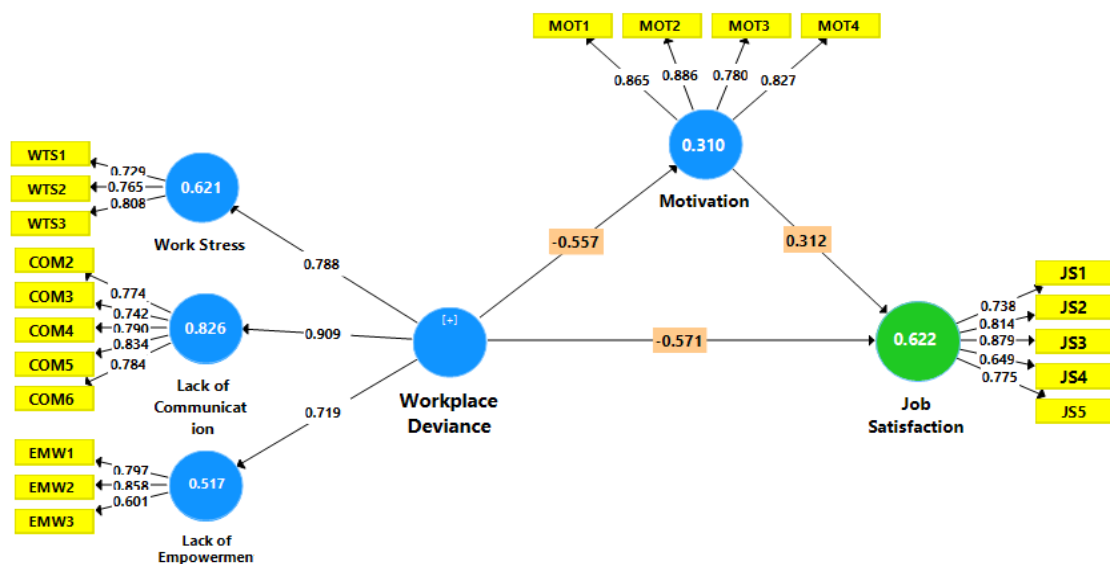 MOT1
MOT2
MOT3
MOT4
0.865
0.886
0.780
0.827
0.310
Motivation
WTS1
WTS2
WTS3
0.729
0.765
0.808
0.621
Work Stress
0.788
-0.557
0.312
COM2
COM3
COM4
COM5
COM6
0.774
0.742
0.790
0.834
0.784
0.826
Lack of
Communicat
ion
0.909
[+]
Workplace
Deviance
-0.571
0.622
Job
Satisfaction
0.738
0.814
0.879
0.649
0.775
JS1
JS2
JS3
JS4
JS5
0.719
EMW1
EMW2
EMW3
0.797
0.858
0.601
0.517
Lack of
Empowermen